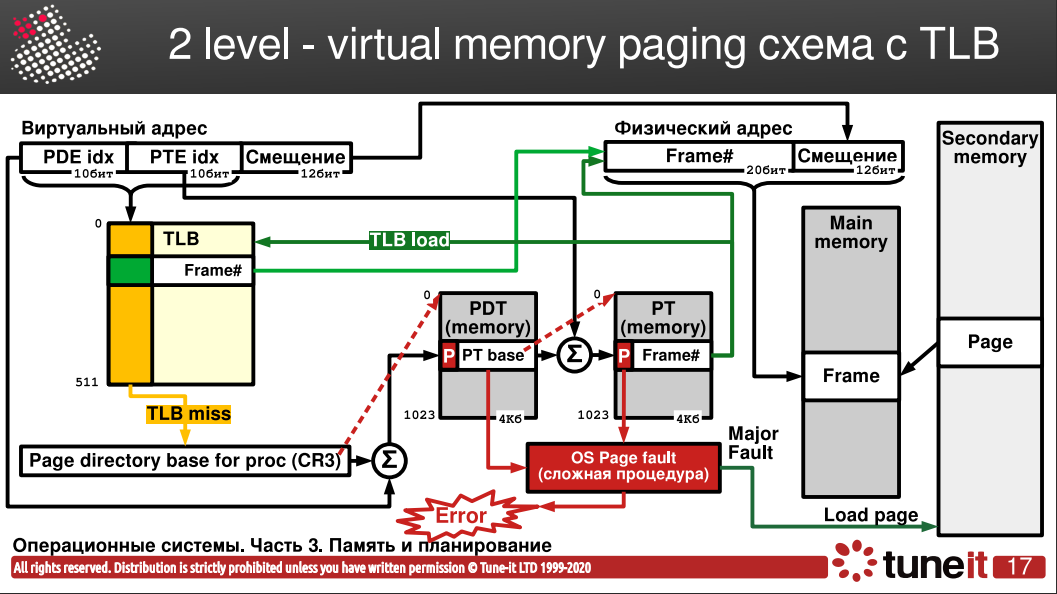 2 level - virtual memory paging схема с TLB
Виртуальный адрес
PDE idx
PTE idx
Смещение
10бит
10бит
12бит
Физический адрес
Frame#
Смещение
20бит
12бит
Secondary
memory
Page
Main
memory
Frame
0
TLB
Frame#
511
TLB load
TLB miss
Page directory base for proc (CR3)
Σ
0
PDT
(memory)
P
PT base
1023
4Кб
Σ
0
PT
(memory)
P
Frame#
1023
4Кб
OS Page fault
(сложная процедура)
Major
Fault
Load page
Error
Операционные системы. Часть 3. Память и планирование
All rights reserved. Distribution is strictly prohibited unless you have written permission © Tune-it LTD 1999-2020
tuneit
17